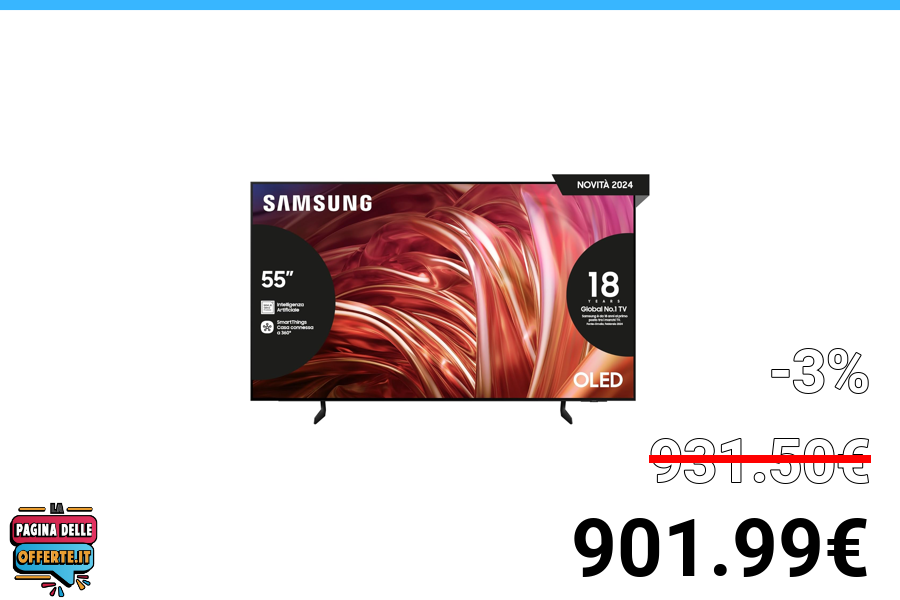 NOVITÀ 2024
SAMSUNG
55”
Intelligenza
Artificiale
SmartThings
Casa connessa
a 360°
18
YEARS
Global No.1 TV
OLED
-3%
931.50€
901.99€
LA
PAGINA DELLE
OFFERTE.IT